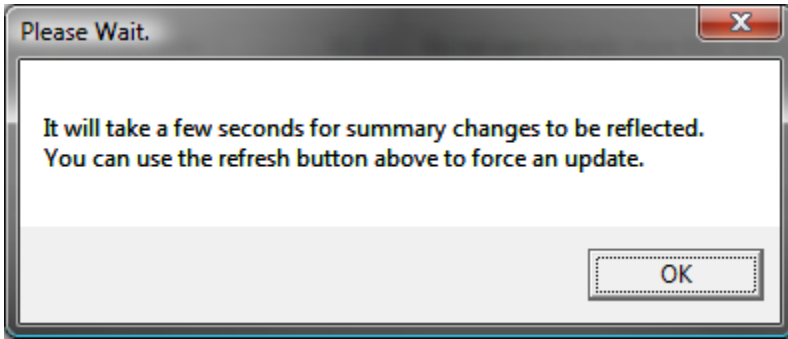 Please Wait.
It will take a few seconds for summary changes to be reflected.
You can use the refresh button above to force an update.
OK